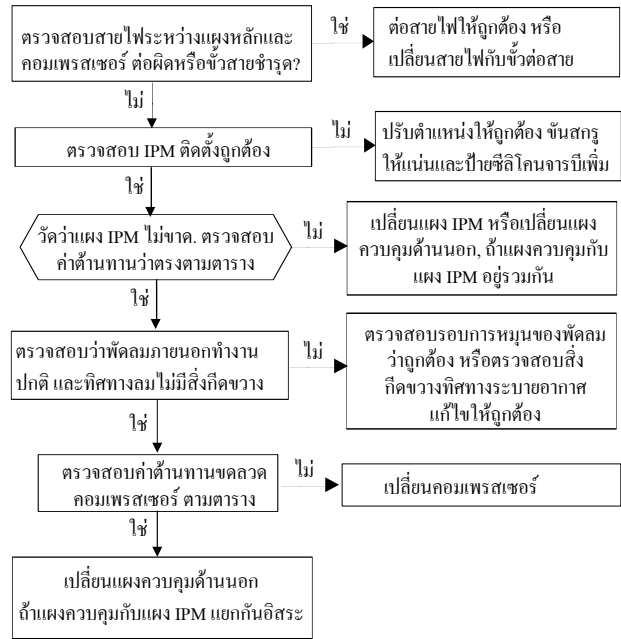 ตรวจสอบสายไฟระหว่างแผงหลักและ
คอมเพรสเซอร์ ต่อผิดหรือขั้วสายชำรุด?
ใช่
ต่อสายไฟให้ถูกต้อง หรือ
เปลี่ยนสายไฟกับขั้วต่อสาย
ไม่
ตรวจสอบ IPM ติดตั้งถูกต้อง
ไม่
ปรับตำแหน่งให้ถูกต้อง ขันสกรู
ให้แน่นและป้ายซีลิโคนจารบีเพิ่ม
ใช่
วัดว่าแผง IPM ไม่ขาด. ตรวจสอบ
ค่าต้านทานว่าตรงตามตาราง
ไม่
เปลี่ยนแผง IPM หรือเปลี่ยนแผง
ควบคุมด้านนอก, ถ้าแผงควบคุมกับ
แผง IPM อยู่รวมกัน
ใช่
ตรวจสอบว่าพัดลมภายนอกทำงาน
ปกติ และทิศทางลมไม่มีสิ่งกีดขวาง
ไม่
ตรวจสอบรอบการหมุนของพัดลม
ว่าถูกต้อง หรือตรวจสอบสิ่ง
กีดขวางทิศทางระบายอากาศ
แก้ไขให้ถูกต้อง
ใช่
ตรวจสอบค่าต้านทานขดลวด
คอมเพรสเซอร์ ตามตาราง
ไม่
เปลี่ยนคอมเพรสเซอร์
ใช่
เปลี่ยนแผงควบคุมด้านนอก
ถ้าแผงควบคุมกับแผง IPM แยกกันอิสระ